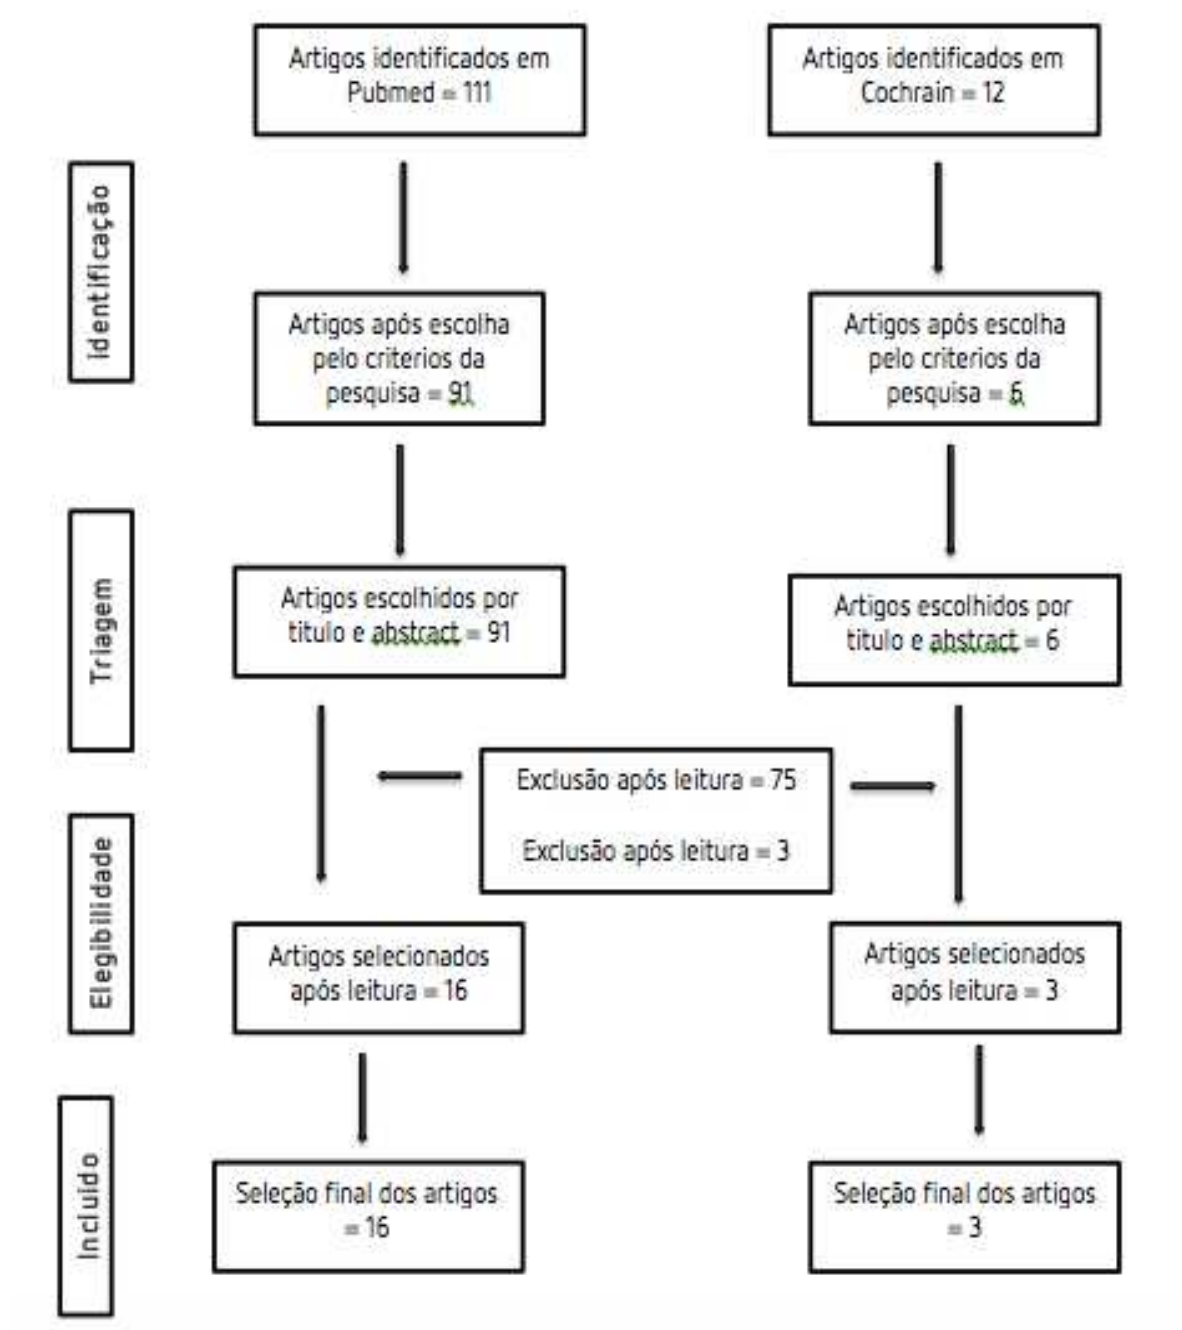 Artigos identificados em
Pubmed = 111
Artigos identificados em
Cochrain = 12
Identificação
Artigos após escolha
pelo criterios da
pesquisa = 91
Artigos após escolha
pelo criterios da
pesquisa = 6
Triagem
Artigos escolhidos por
titulo e abstract = 91
Artigos escolhidos por
titulo e abstract = 6
Exclusão após leitura = 75
Exclusão após leitura = 3
Elegibilidade
Artigos selecionados
após leitura = 16
Artigos selecionados
após leitura = 3
Incluido
Seleção final dos artigos
= 16
Seleção final dos artigos
= 3